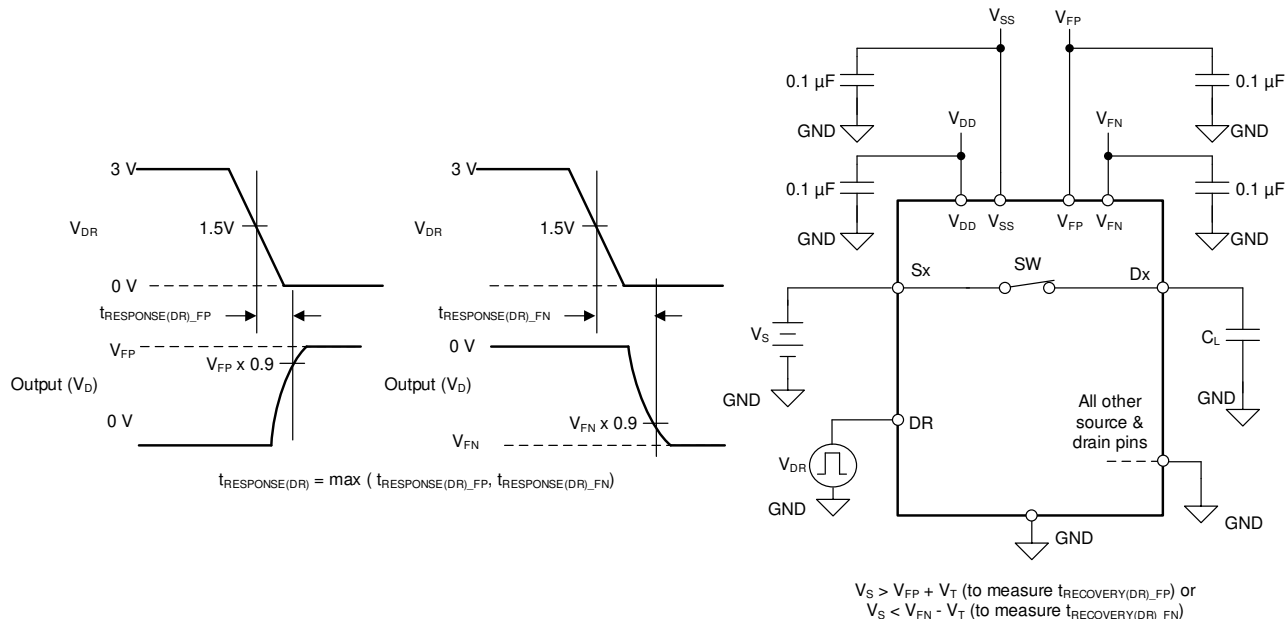 3 V
V_DR
1.5V
0 V
t_RESPONSE(DR)_FP
V_FP
V_FP x 0.9
Output (V_D)
0 V
3 V
V_DR
1.5V
t_RESPONSE(DR)_FN
0 V
Output (V_D)
V_FN x 0.9
V_FN
t_RESPONSE(DR) = max ( t_RESPONSE(DR)_FP, t_RESPONSE(DR)_FN)
V_SS
V_FP
0.1 µF
0.1 µF
GND
GND
V_DD
V_FN
0.1 µF
0.1 µF
GND
GND
V_DD
V_SS
V_FP
V_FN
Sx
SW
Dx
V_S
GND
C_L
GND
DR
V_DR
GND
All other
source &
drain pins
GND
GND
V_S > V_FP + V_T (to measure t_RECOVERY(DR)_FP) or
V_S < V_FN - V_T (to measure t_RECOVERY(DR)_FN)